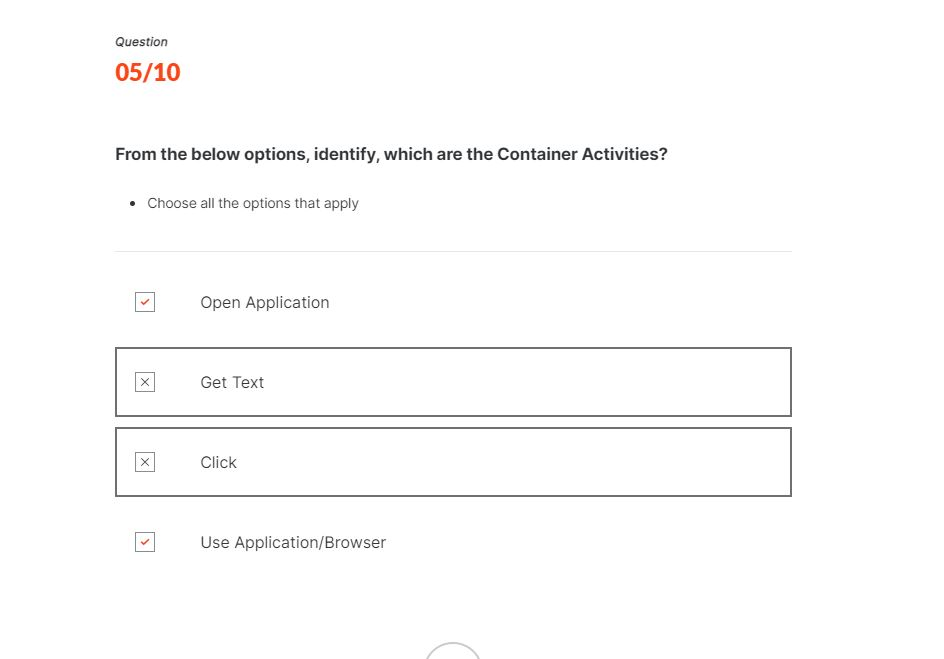 Question
05/10
From the below options, identify, which are the Container Activities?
Choose all the options that apply
Open Application
Get Text
Click
Use Application/Browser